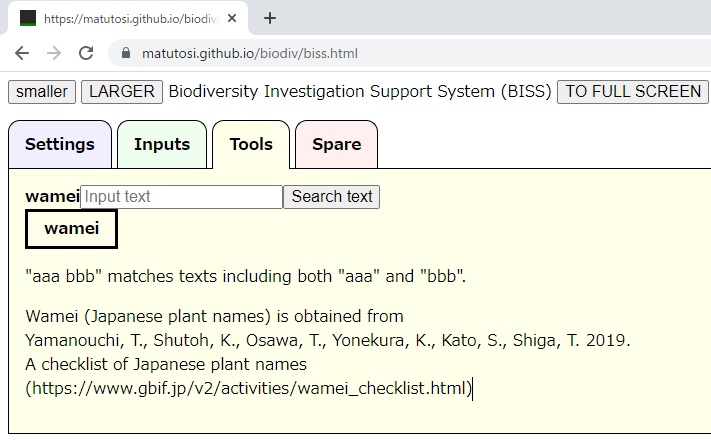 https://matutosi.github.io/biodiv
matutosi.github.io/biodiv/biss.html
smaller LARGER Biodiversity Investigation Support System (BISS) TO FULL SCREEN
Settings Inputs Tools Spare
wamei Input text Search text
wamei
"aaa bbb" matches texts including both "aaa" and "bbb".
Wamei (Japanese plant names) is obtained from
Yamanouchi, T., Shutoh, K., Osawa, T., Yonekura, K., Kato, S., Shiga, T. 2019.
A checklist of Japanese plant names
(https://www.gbif.jp/v2/activities/wamei_checklist.html)